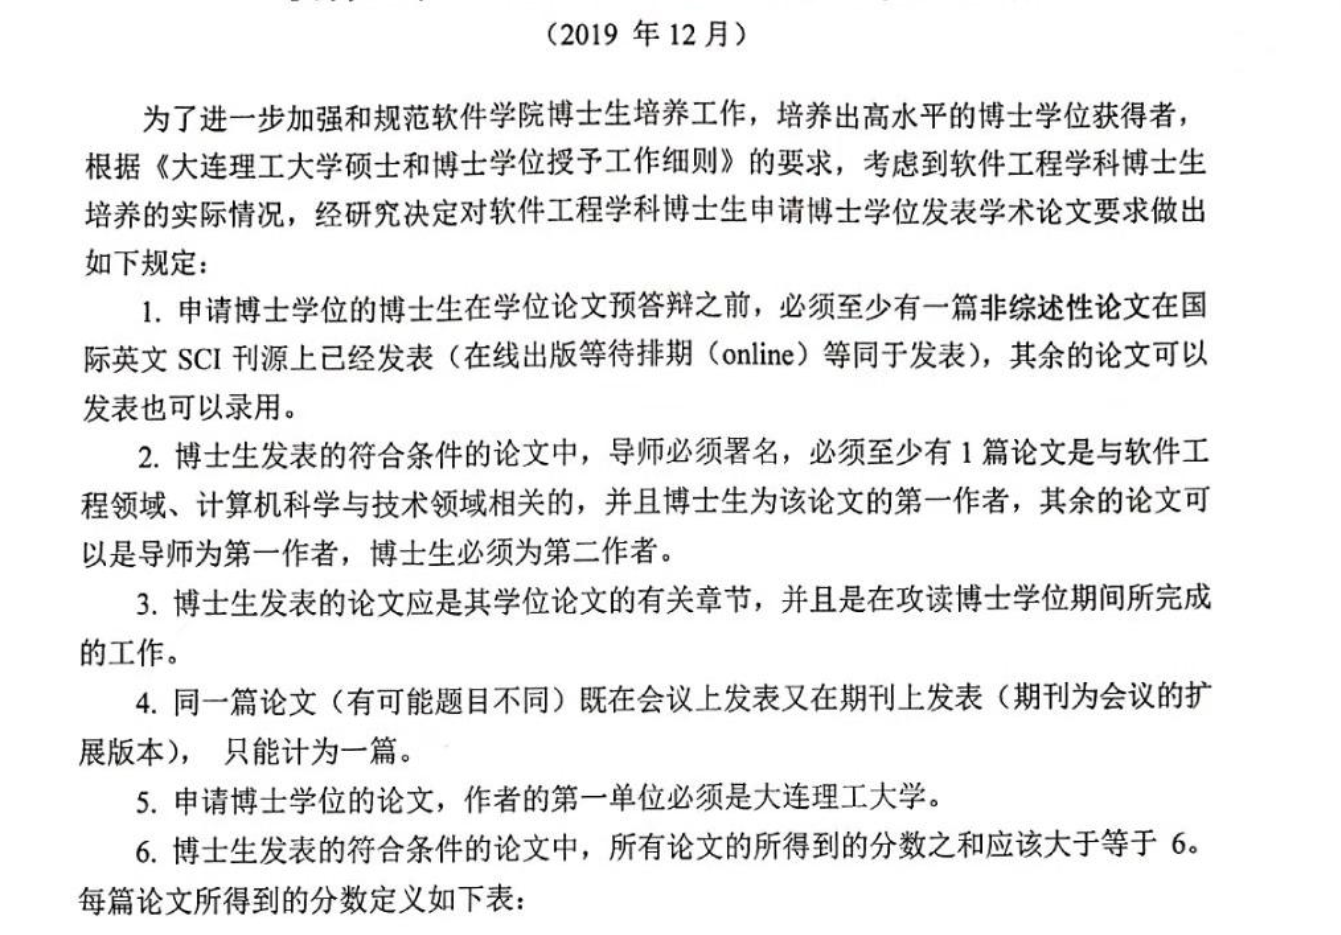 （2019 年 12 月）
为了进一步加强和规范软件学院博士生培养工作，培养出高水平的博士学位获得者，
根据《大连理工大学硕士和博士学位授予工作细则》的要求，考虑到软件工程学科博士生
培养的实际情况，经研究决定对软件工程学科博士生申请博士学位发表学术论文要求做出
如下规定：
1. 申请博士学位的博士生在学位论文预答辩之前，必须至少有一篇非综述性论文在国
际英文 SCI 刊源上已经发表（在线出版等待排期（online）等同于发表），其余的论文可以
发表也可以录用。
2. 博士生发表的符合条件的论文中，导师必须署名，必须至少有 1 篇论文是与软件工
程领域、计算机科学与技术领域相关的，并且博士生为该论文的第一作者，其余的论文可
以是导师为第一作者，博士生必须为第二作者。
3. 博士生发表的论文应是其学位论文的有关章节，并且是在攻读博士学位期间所完成
的工作。
4. 同一篇论文（有可能题目不同）既在会议上发表又在期刊上发表（期刊为会议的扩
展版本）， 只能计为一篇。
5. 申请博士学位的论文，作者的第一单位必须是大连理工大学。
6. 博士生发表的符合条件的论文中，所有论文的所得到的分数之和应该大于等于 6。
每篇论文所得到的分数定义如下表：